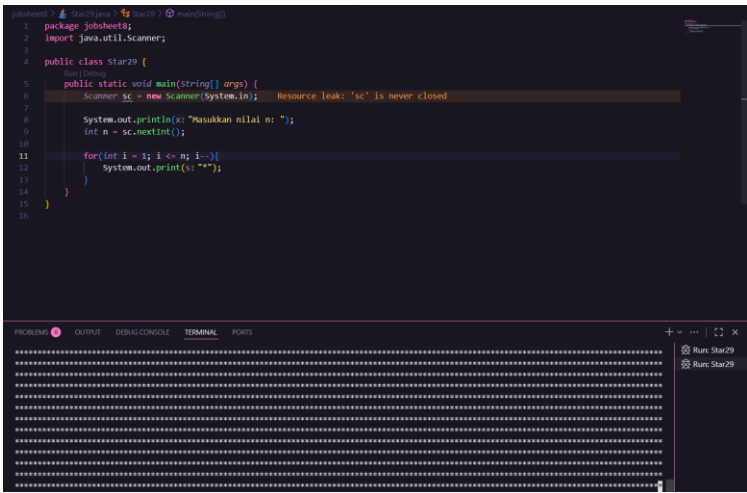 jobsheet8 > Star29.java > Star29 > main(String[])
1 package jobsheet8;
2 import java.util.Scanner;
3
4 public class Star29 {
Run | Debug
5 public static void main(String[] args) {
6 Scanner sc = new Scanner(System.in); Resource leak: 'sc' is never closed
7
8 System.out.println(x: "Masukkan nilai n: ");
9 int n = sc.nextInt();
10
11 for(int i = 1; i <= n; i--){
12 System.out.print(s: "*");
13 }
14 }
15 }
16
PROBLEMS 6 OUTPUT DEBUG CONSOLE TERMINAL PORTS
Run: Star29
Run: Star29